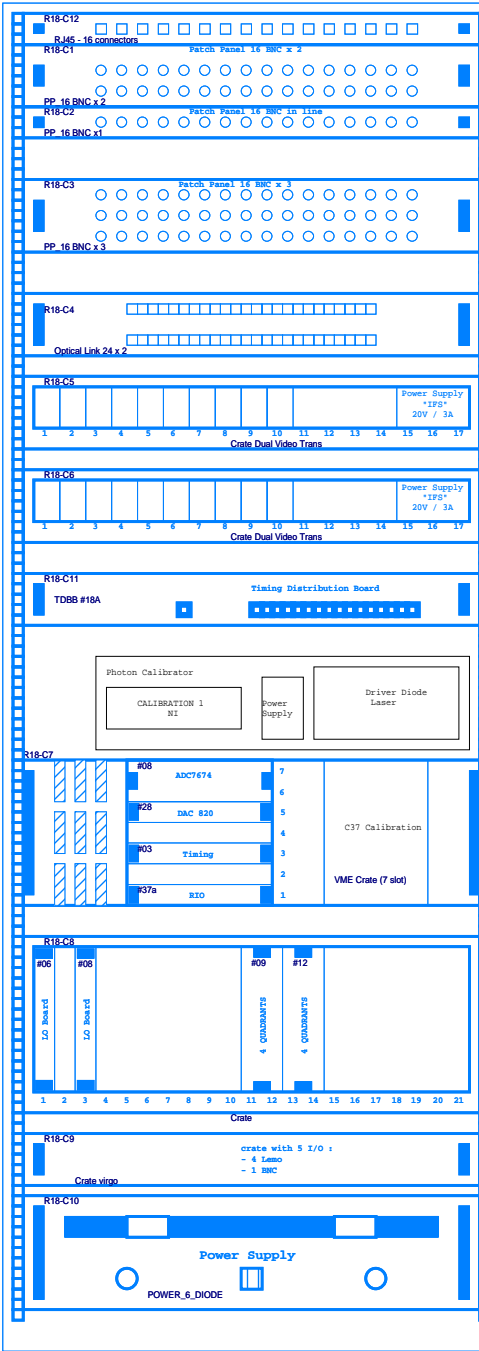 R18-C12
RJ45 - 16 connectors
R18-C1
Patch Panel 16 BNC x 2
PP_16 BNC x 2
R18-C2
Patch Panel 16 BNC in line
PP_16 BNC x1
R18-C3
Patch Panel 16 BNC x 3
PP_16 BNC x 3
R18-C4
Optical Link 24 x 2
R18-C5
Power Supply
"IFS"
20V / 3A
1 2 3 4 5 6 7 8 9 10 11 12 13 14 15 16 17
Crate Dual Video Trans
R18-C6
Power Supply
"IFS"
20V / 3A
1 2 3 4 5 6 7 8 9 10 11 12 13 14 15 16 17
Crate Dual Video Trans
R18-C11
Timing Distribution Board
TDBB #18A
Photon Calibrator
CALIBRATION 1
NI
Power
Supply
Driver Diode
Laser
R18-C7
#08
ADC7674
7
6
#28
DAC 820
5
4
C37 Calibration
#03
Timing
3
2
VME Crate (7 slot)
#37a
RIO
1
R18-C8
#06
LO Board
#08
LO Board
#09
4 QUADRANTS
#12
4 QUADRANTS
1 2 3 4 5 6 7 8 9 10 11 12 13 14 15 16 17 18 19 20 21
Crate
R18-C9
crate with 5 I/O :
- 4 Lemo
- 1 BNC
Crate virgo
R18-C10
Power Supply
POWER_6_DIODE